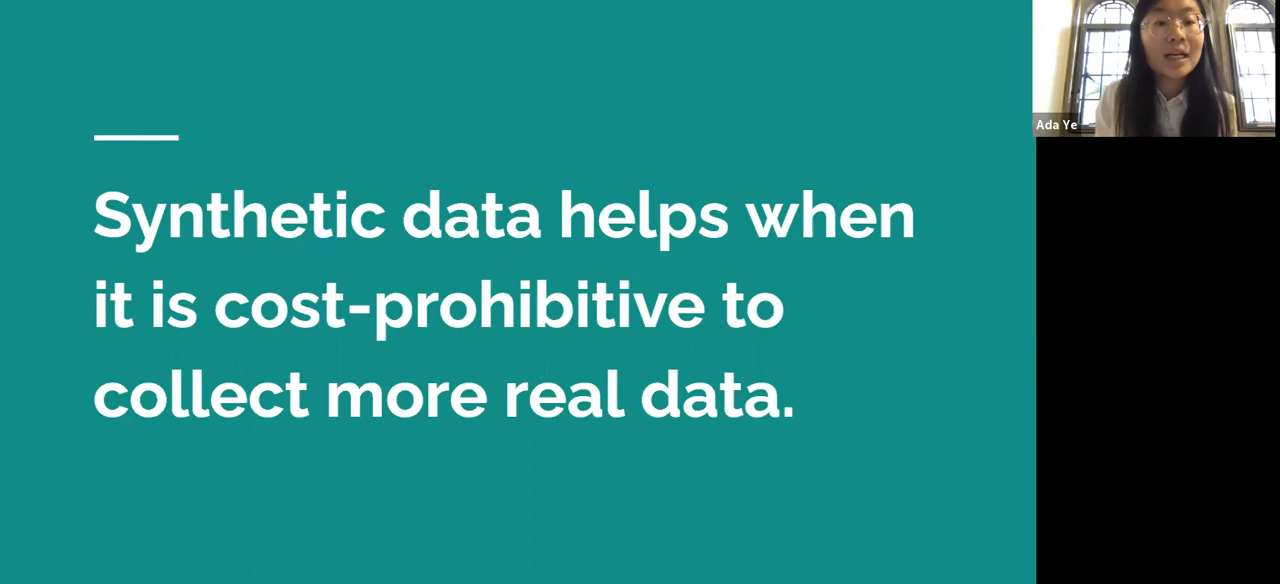 Synthetic data helps when
it is cost-prohibitive to
collect more real data.
Ada Ye